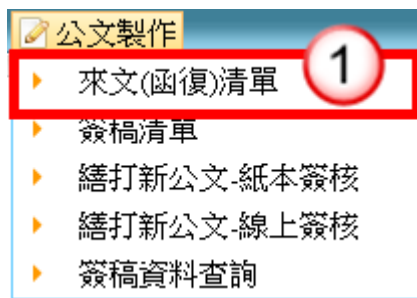 公文製作
來文(函復)清單
1
簽稿清單
繕打新公文-紙本簽核
繕打新公文-線上簽核
簽稿資料查詢